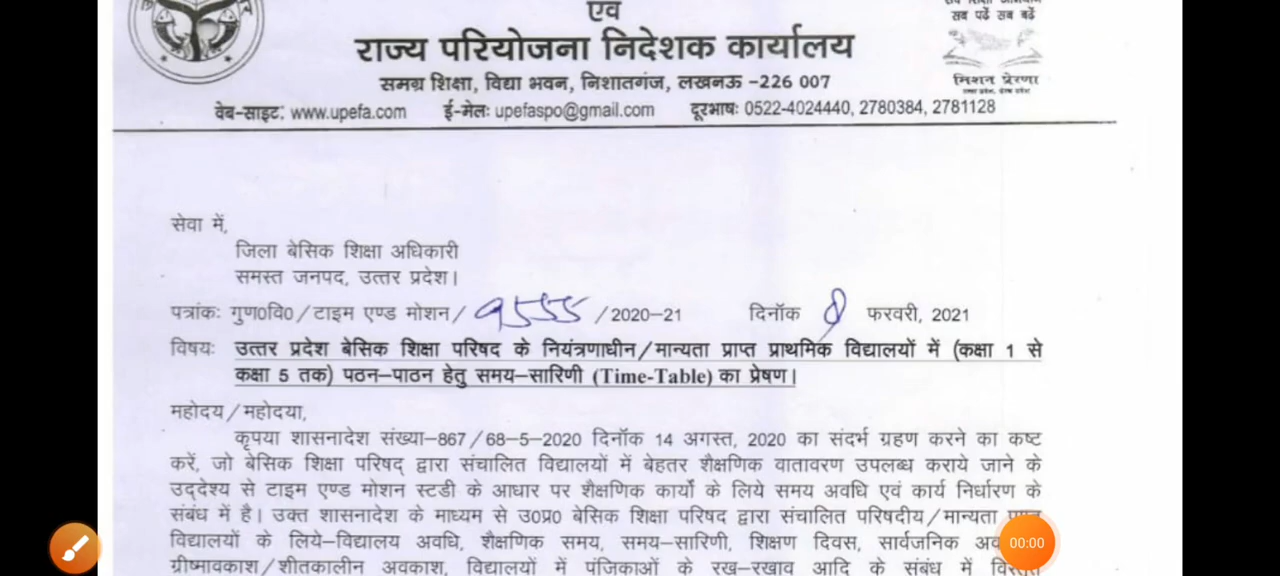 एवं
राज्य परियोजना निदेशक कार्यालय
समग्र शिक्षा, विद्या भवन, निशातगंज, लखनऊ -226 007
वेब-साइट: www.upefa.com ई-मेलः upefaspo@gmail.com दूरभाषः 0522-4024440, 2780384, 2781128
सब पढ़ें सब बढ़ें
मिशन प्रेरणा
सेवा में,
जिला बेसिक शिक्षा अधिकारी
समस्त जनपद, उत्तर प्रदेश।
पत्रांकः गुण0वि0/टाइम एण्ड मोशन/ 9555 /2020-21 दिनॉक 8 फरवरी, 2021
विषयः उत्तर प्रदेश बेसिक शिक्षा परिषद के नियंत्रणाधीन/मान्यता प्राप्त प्राथमिक विद्यालयों में (कक्षा 1 से
कक्षा 5 तक) पठन-पाठन हेतु समय-सारिणी (Time-Table) का प्रेषण।
महोदय/महोदया,
कृपया शासनादेश संख्या-867/68-5-2020 दिनॉक 14 अगस्त, 2020 का संदर्भ ग्रहण करने का कष्ट
करें, जो बेसिक शिक्षा परिषद् द्वारा संचालित विद्यालयों में बेहतर शैक्षणिक वातावरण उपलब्ध कराये जाने के
उद्देश्य से टाइम एण्ड मोशन स्टडी के आधार पर शैक्षणिक कार्यों के लिये समय अवधि एवं कार्य निर्धारण के
संबंध में है। उक्त शासनादेश के माध्यम से उ0प्र0 बेसिक शिक्षा परिषद द्वारा संचालित परिषदीय/मान्यता
विद्यालयों के लिये-विद्यालय अवधि, शैक्षणिक समय, समय-सारिणी, शिक्षण दिवस, सार्वजनिक
ग्रीष्मावकाश/शीतकालीन अवकाश, विद्यालयों में पंजिकाओं के रख-रखाव आदि के संबंध में
00:00